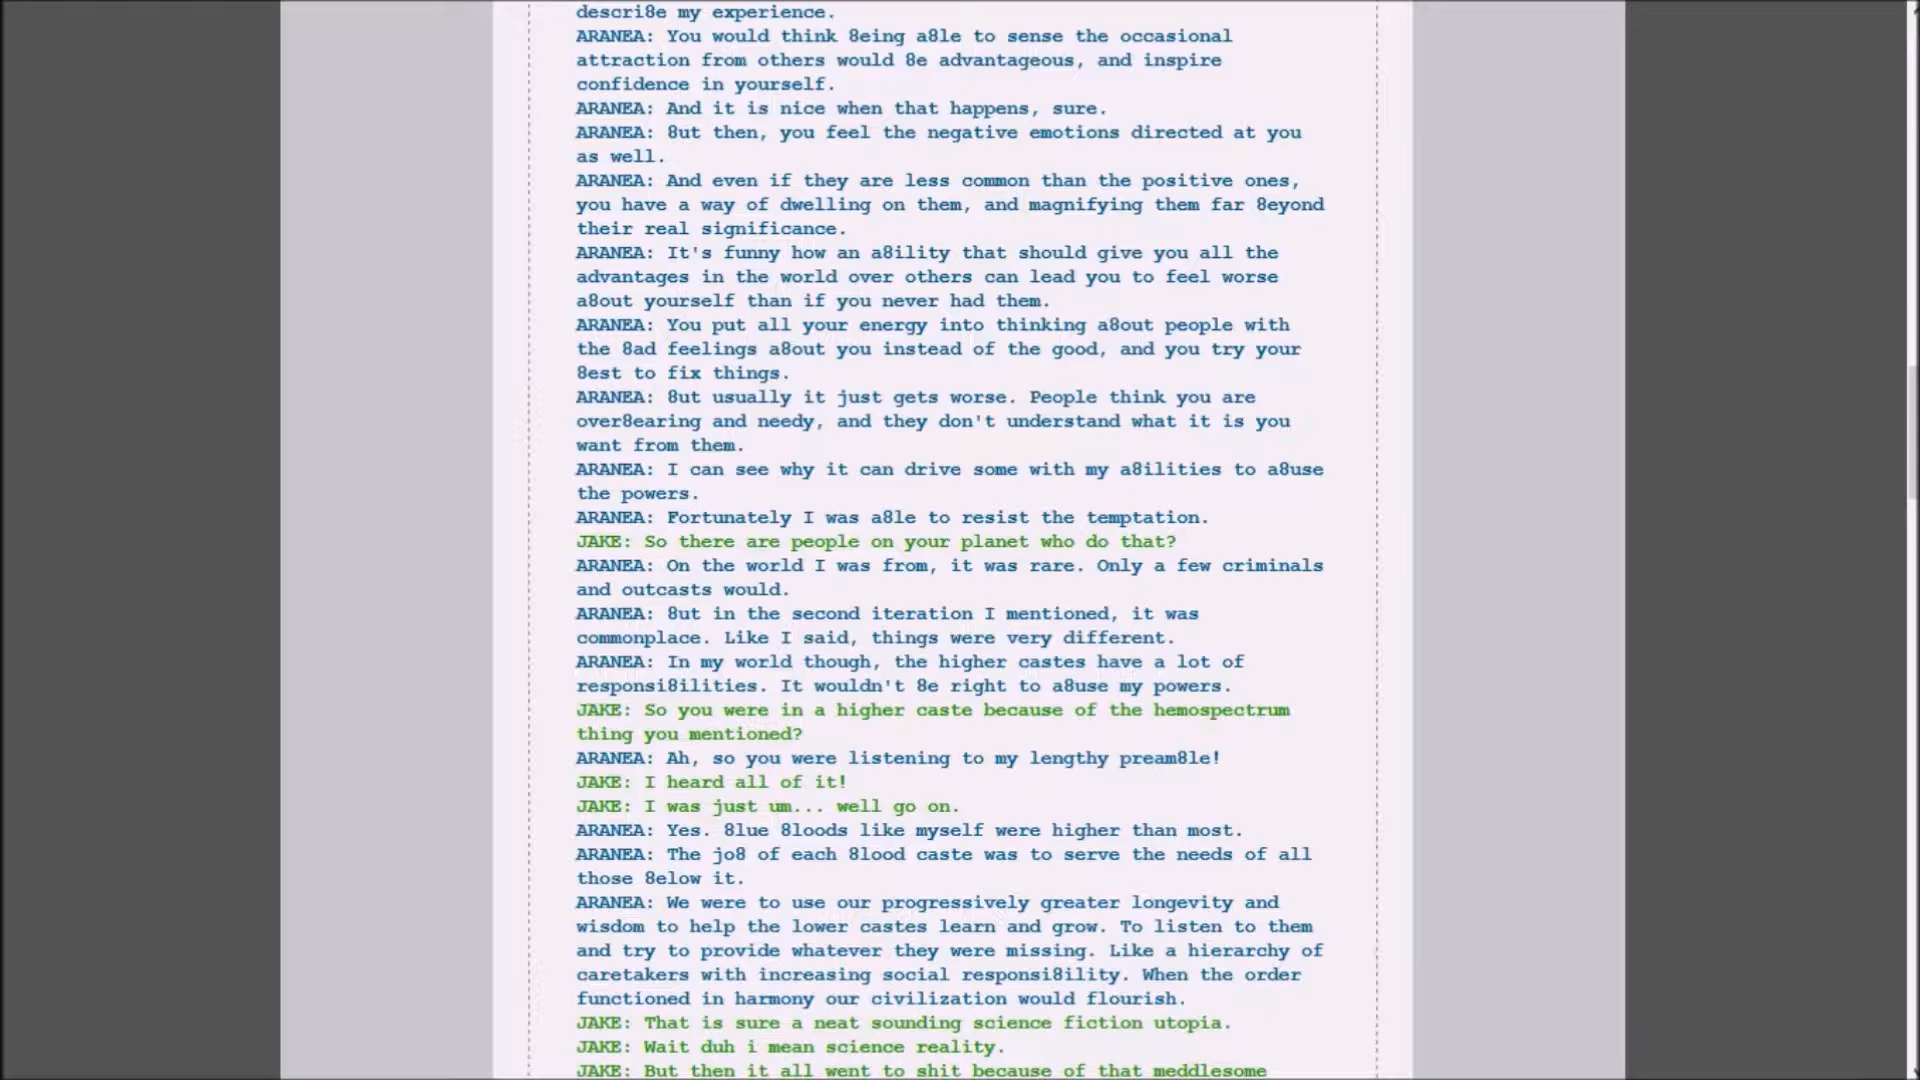 descri8e my experience.
ARANEA: You would think 8eing a8le to sense the occasional
attraction from others would 8e advantageous, and inspire
confidence in yourself.
ARANEA: And it is nice when that happens, sure.
ARANEA: 8ut then, you feel the negative emotions directed at you
as well.
ARANEA: And even if they are less common than the positive ones,
you have a way of dwelling on them, and magnifying them far 8eyond
their real significance.
ARANEA: It's funny how an a8ility that should give you all the
advantages in the world over others can lead you to feel worse
a8out yourself than if you never had them.
ARANEA: You put all your energy into thinking a8out people with
the 8ad feelings a8out you instead of the good, and you try your
8est to fix things.
ARANEA: 8ut usually it just gets worse. People think you are
over8earing and needy, and they don't understand what it is you
want from them.
ARANEA: I can see why it can drive some with my a8ilities to a8use
the powers.
ARANEA: Fortunately I was a8le to resist the temptation.
JAKE: So there are people on your planet who do that?
ARANEA: On the world I was from, it was rare. Only a few criminals
and outcasts would.
ARANEA: 8ut in the second iteration I mentioned, it was
commonplace. Like I said, things were very different.
ARANEA: In my world though, the higher castes have a lot of
responsi8ilities. It wouldn't 8e right to a8use my powers.
JAKE: So you were in a higher caste because of the hemospectrum
thing you mentioned?
ARANEA: Ah, so you were listening to my lengthy pream8le!
JAKE: I heard all of it!
JAKE: I was just um... well go on.
ARANEA: Yes. 8lue 8loods like myself were higher than most.
ARANEA: The jo8 of each 8lood caste was to serve the needs of all
those 8elow it.
ARANEA: We were to use our progressively greater longevity and
wisdom to help the lower castes learn and grow. To listen to them
and try to provide whatever they were missing. Like a hierarchy of
caretakers with increasing social responsi8ility. When the order
functioned in harmony our civilization would flourish.
JAKE: That is sure a neat sounding science fiction utopia.
JAKE: Wait duh i mean science reality.
JAKE: But then it all went to shit because of that meddlesome